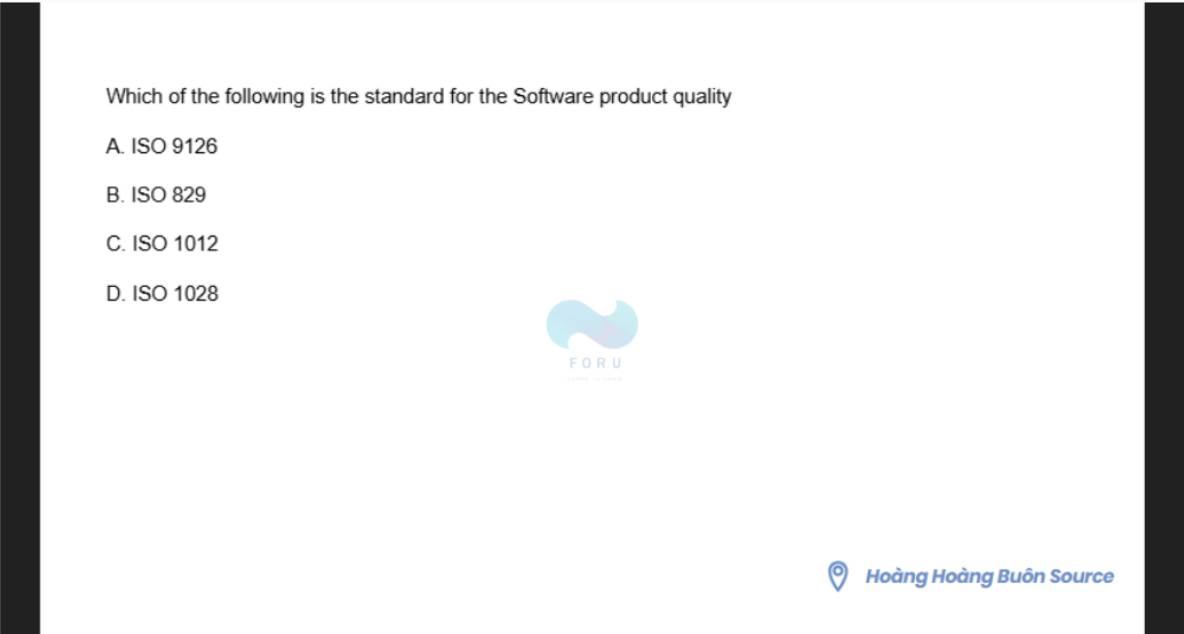 Which of the following is the standard for the Software product quality
A. ISO 9126
B. ISO 829
C. ISO 1012
D. ISO 1028
FORU
Hoàng Hoàng Buôn Source